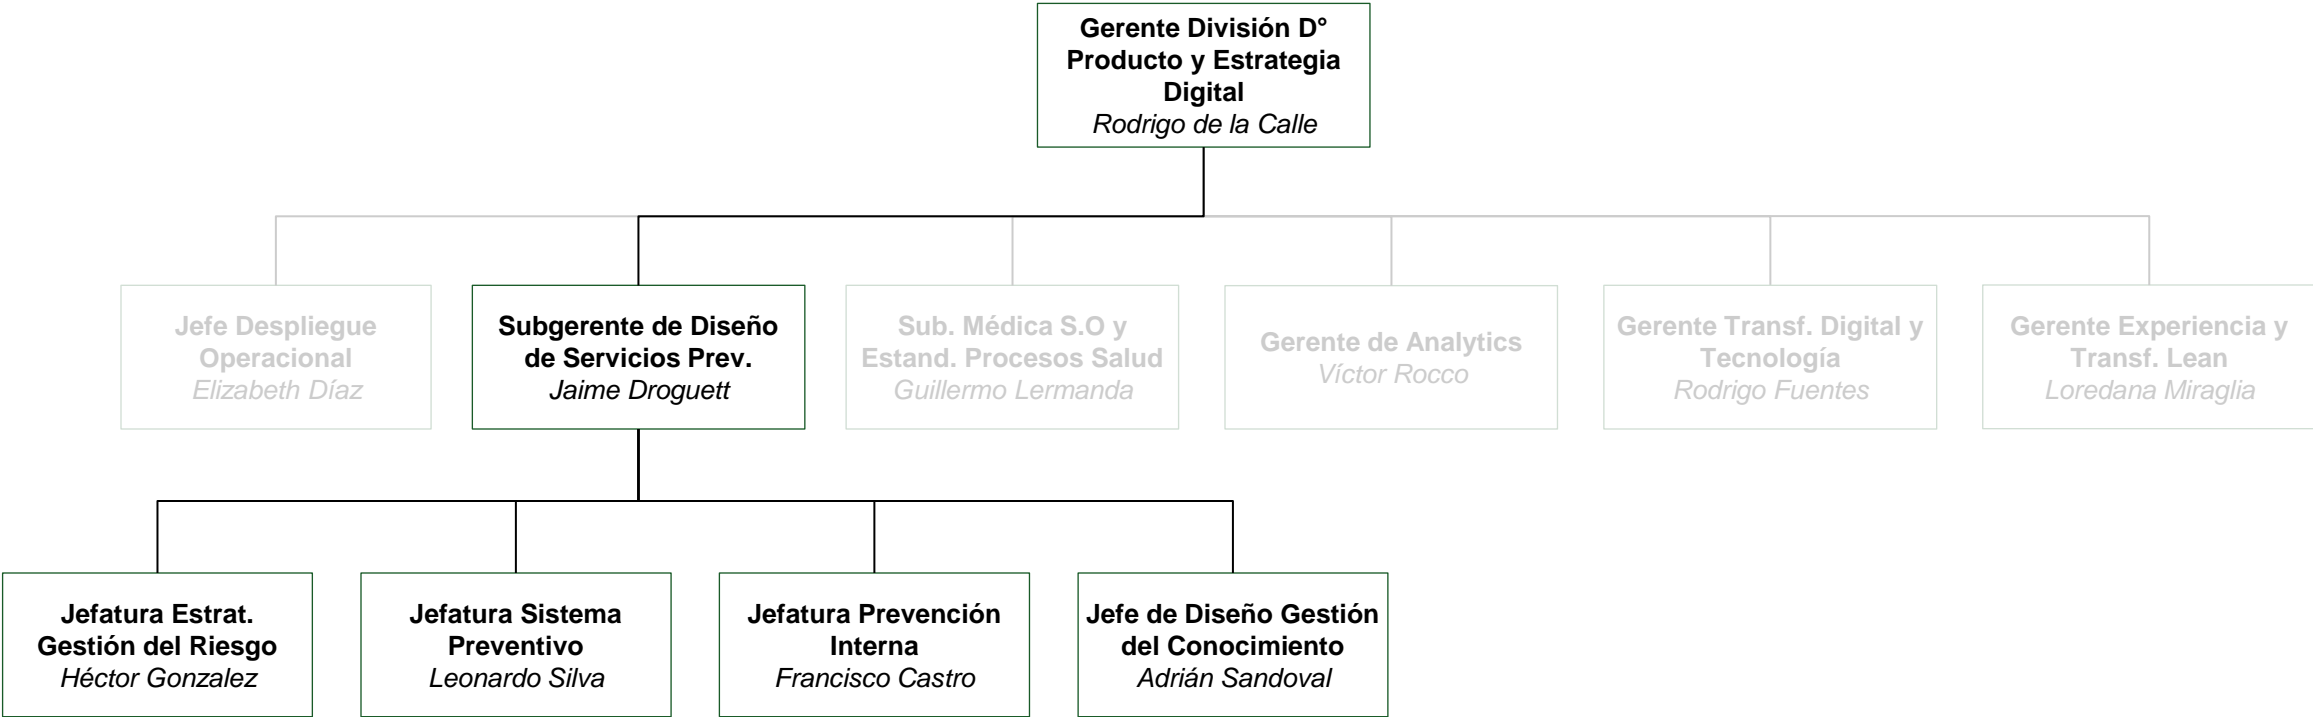 Gerente División D°
Producto y Estrategia
Digital
Rodrigo de la Calle
Jefe Despliegue
Operacional
Elizabeth Díaz
Subgerente de Diseño
de Servicios Prev.
Jaime Droguett
Sub. Médica S.O y
Estand. Procesos Salud
Guillermo Lermanda
Gerente de Analytics
Víctor Rocco
Gerente Transf. Digital y
Tecnología
Rodrigo Fuentes
Gerente Experiencia y
Transf. Lean
Loredana Miraglia
Jefatura Estrat.
Gestión del Riesgo
Héctor Gonzalez
Jefatura Sistema
Preventivo
Leonardo Silva
Jefatura Prevención
Interna
Francisco Castro
Jefe de Diseño Gestión
del Conocimiento
Adrián Sandoval